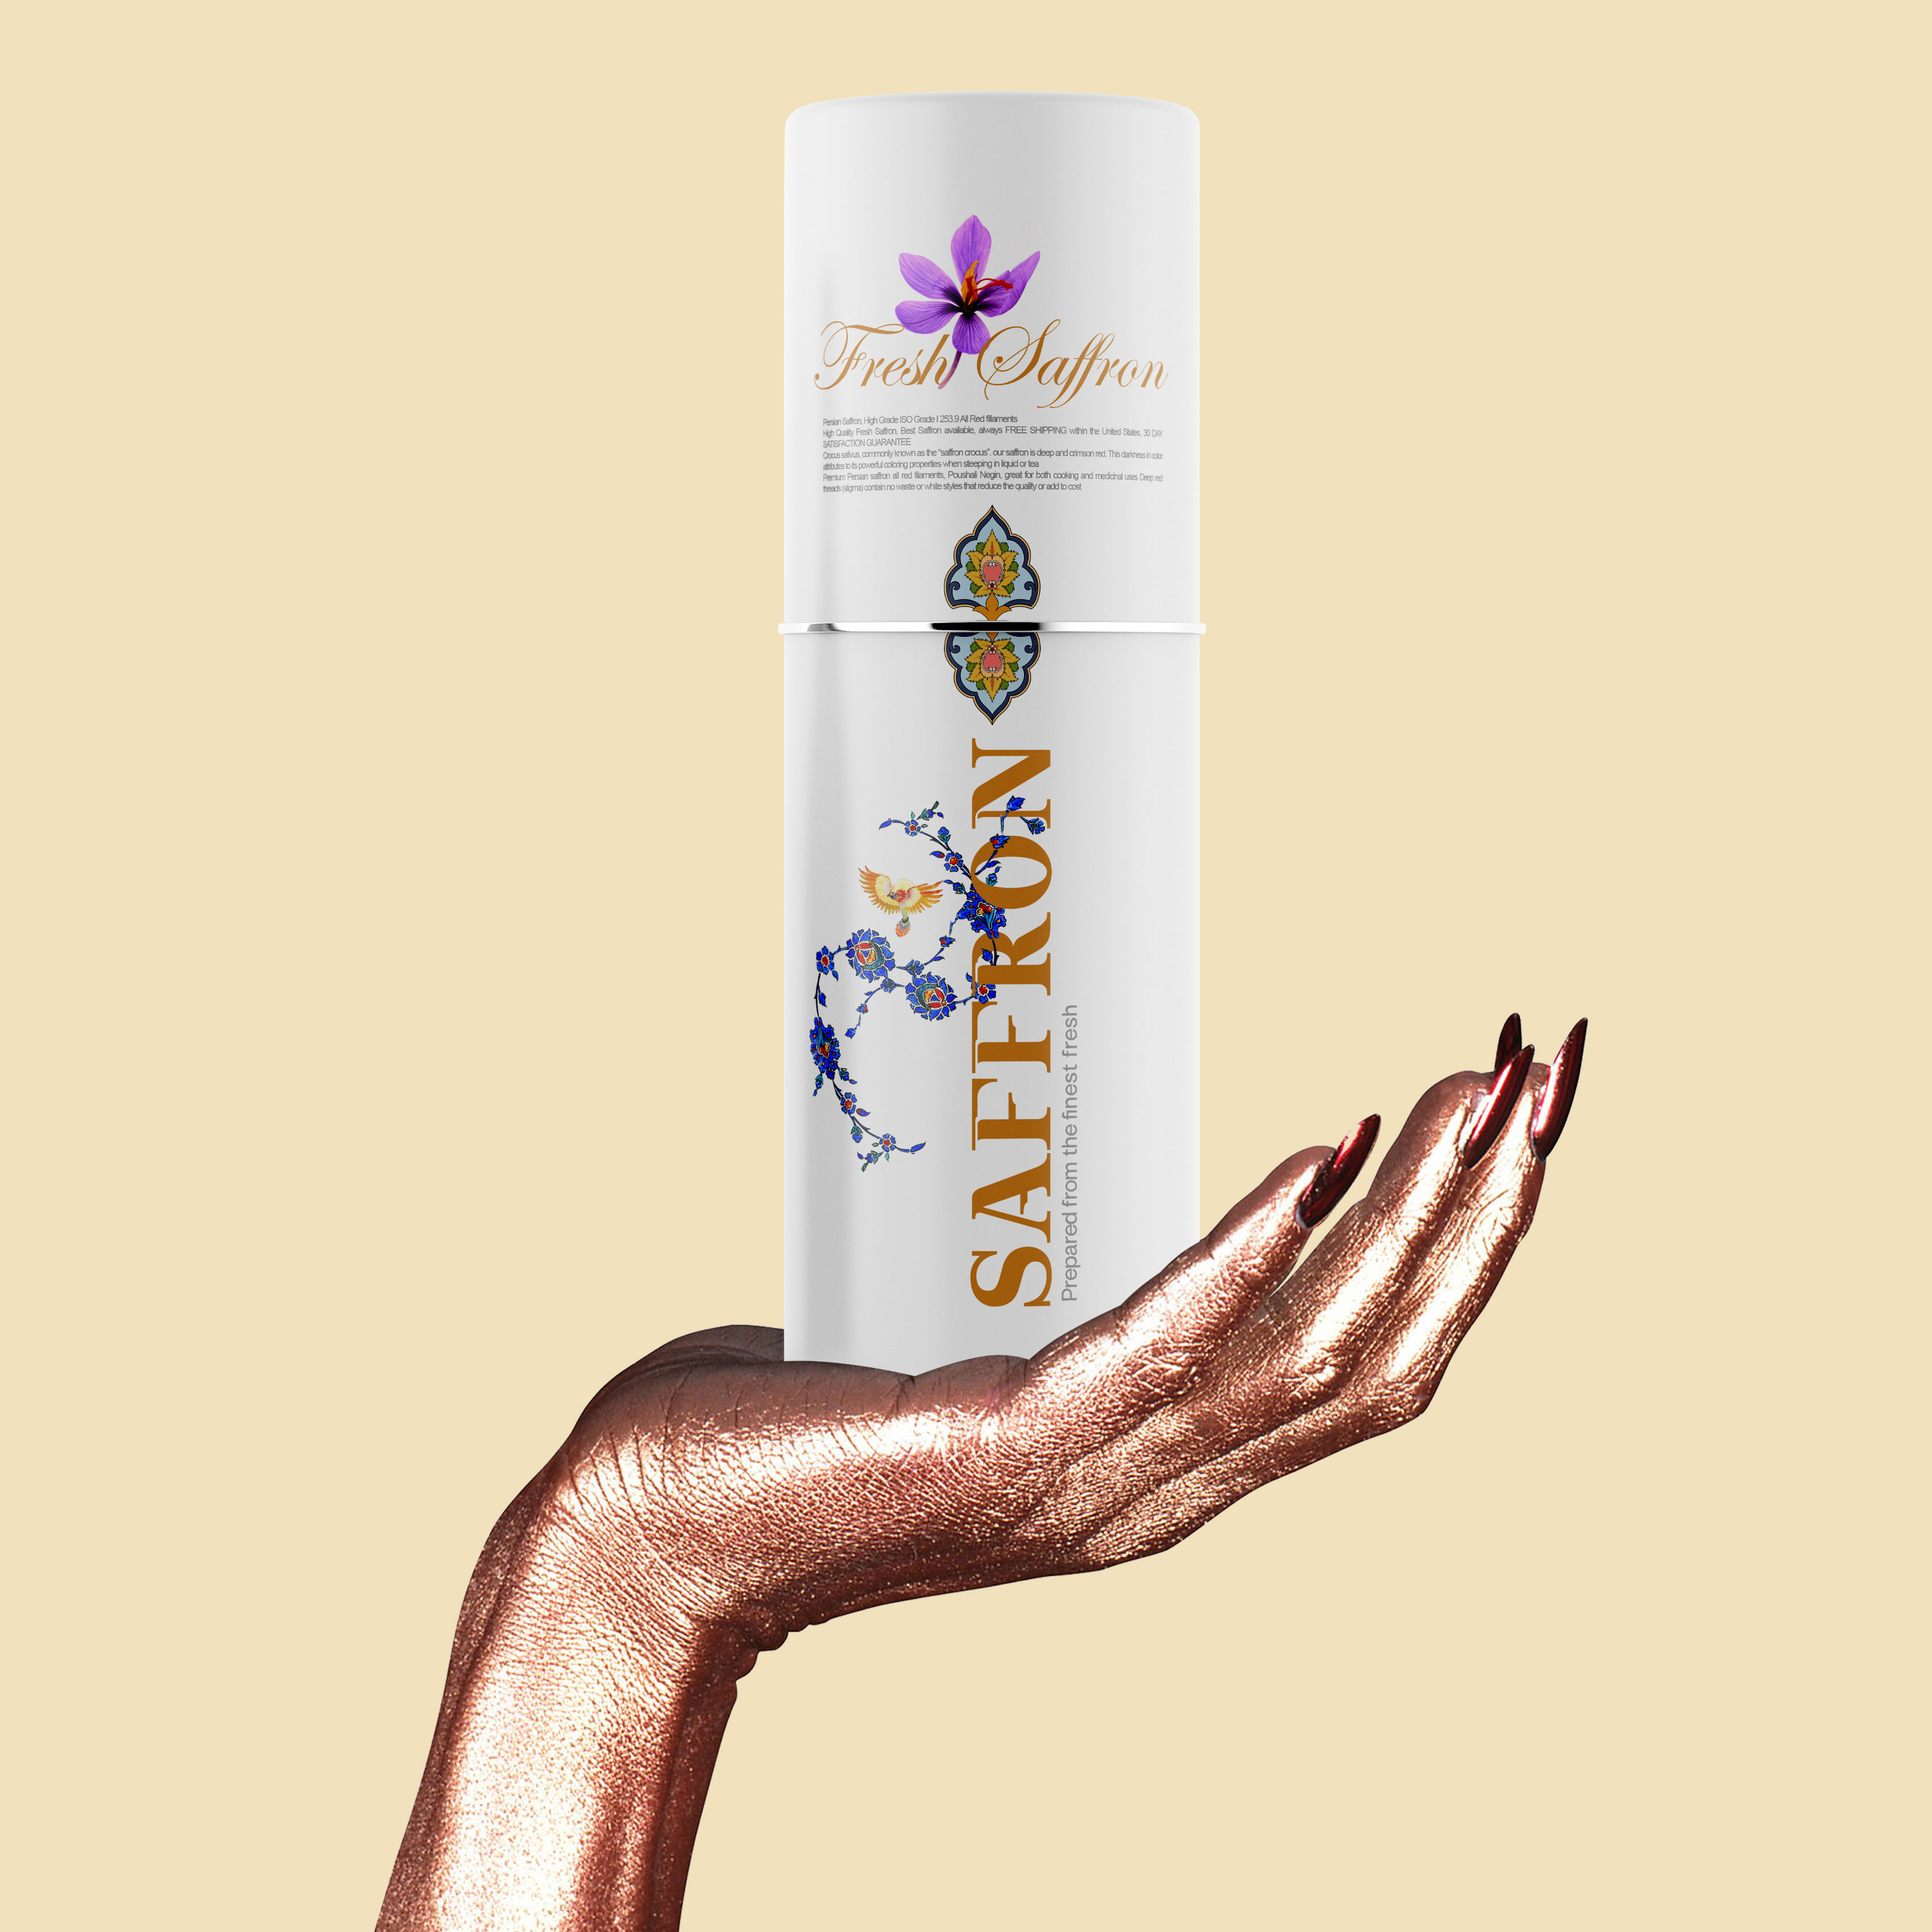 Fresh Saffron
Persian Saffron, High Grade ISO Grade I 253.9 All Red fillaments.
High Quality Fresh Saffron, Best Saffron available, always FREE SHIPPING within the United States, 30 DAY
SATISFACTION GUARANTEE
Crocus sativus, commonly known as the "saffron crocus". our saffron is deep and crimson red. This darkness in color
attributes to its powerful coloring properties when steeping in liquid or tea
Premium Persian saffron all red filaments, Poushali Negin, great for both cooking and medicinal uses Deep red
threads (stigma) contain no waste or white styles that reduce the quality or add to cost
SAFFRON
Prepared from the finest fresh